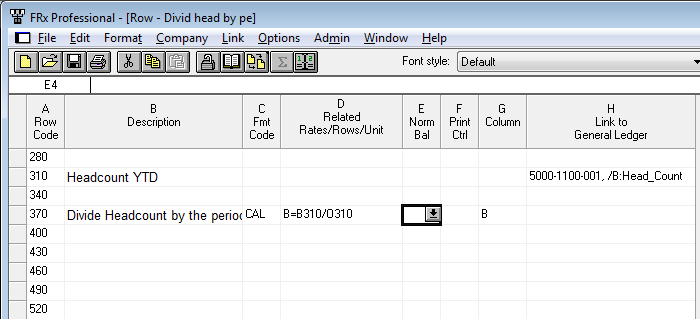 FRx Professional - [Row - Divid head by pe]
File Edit Format Company Link Options Admin Window Help
Font style: Default
E4
A Row Code B Description C Fmt Code D Related Rates/Rows/Unit E Norm Bal F Print Ctrl G Column H Link to General Ledger
280
310 Headcount YTD 5000-1100-001, /B:Head_Count
340
370 Divide Headcount by the perioc CAL B=B310/O310 B
400
430
460
490
520